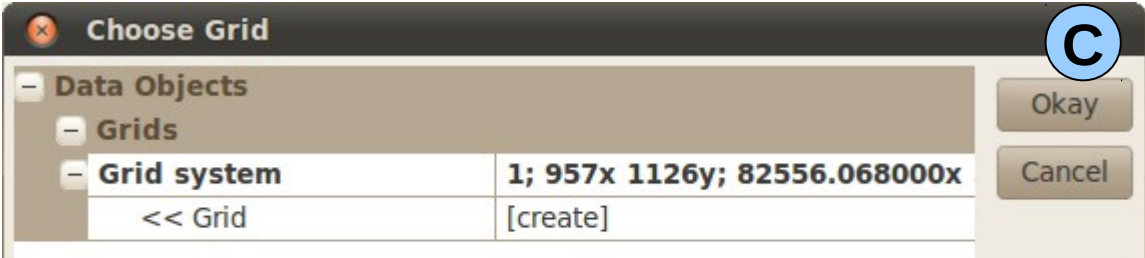 Choose Grid
C
− Data Objects
Okay
− Grids
− Grid system 1; 957x 1126y; 82556.068000x
Cancel
<< Grid [create]